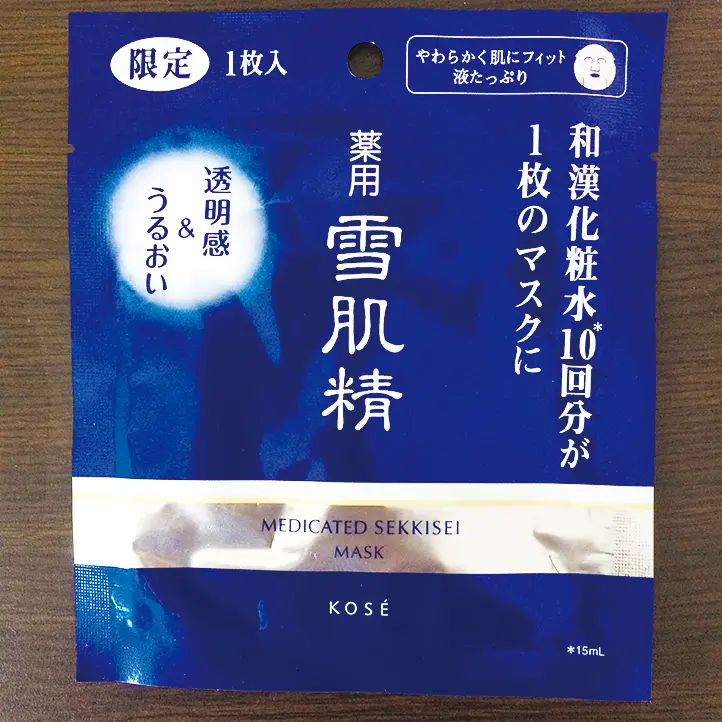 限定
1枚入
やわらかく肌にフィット
液たっぷり
和漢化粧水*10回分が
1枚のマスクに
薬用
雪肌精
透明感
&
うるおい
MEDICATED SEKKISEI
MASK
KOSÉ
*15mL